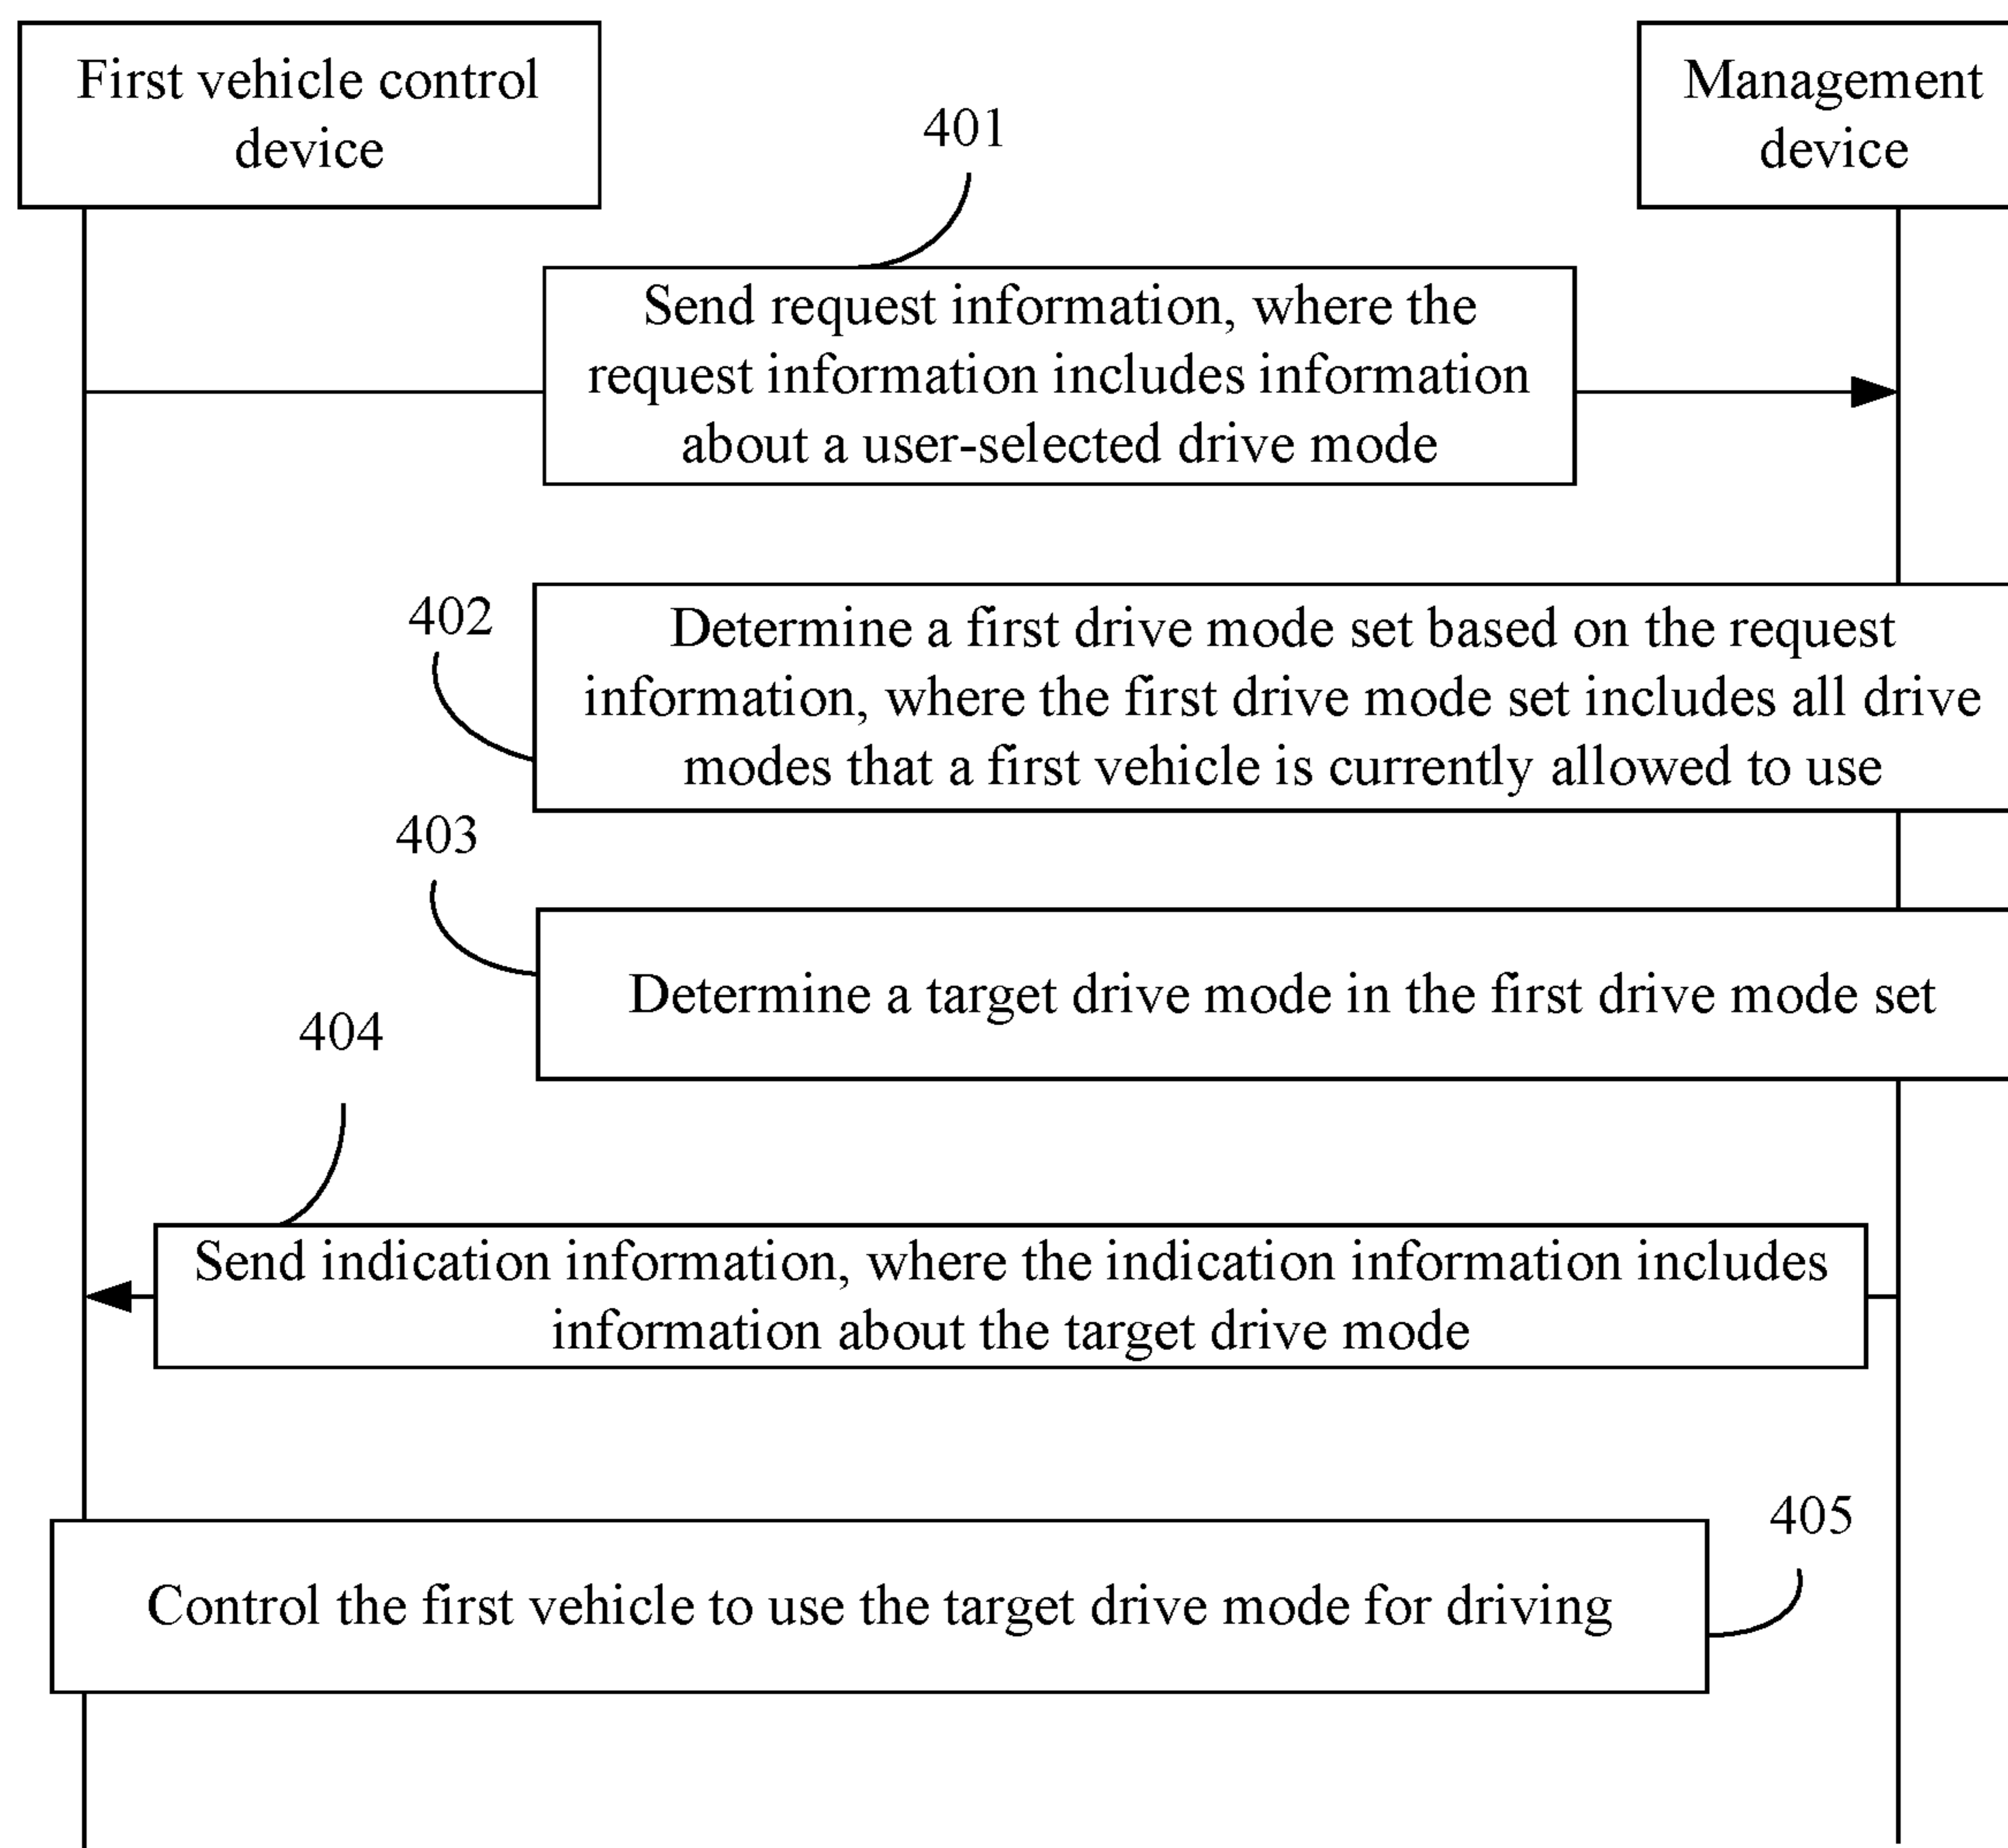 First vehicle control
device
Management
device
401
Send request information, where the
request information includes information
about a user-selected drive mode
402
Determine a first drive mode set based on the request
information, where the first drive mode set includes all drive
modes that a first vehicle is currently allowed to use
403
Determine a target drive mode in the first drive mode set
404
Send indication information, where the indication information includes
information about the target drive mode
405
Control the first vehicle to use the target drive mode for driving